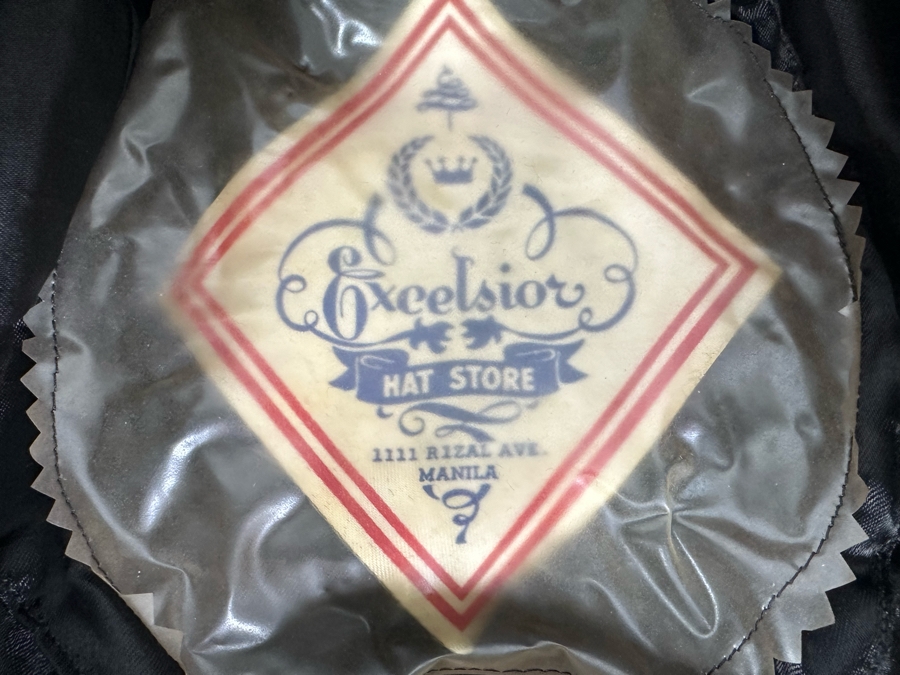 Excelsior
HAT STORE
1111 RIZAL AVE.
MANILA